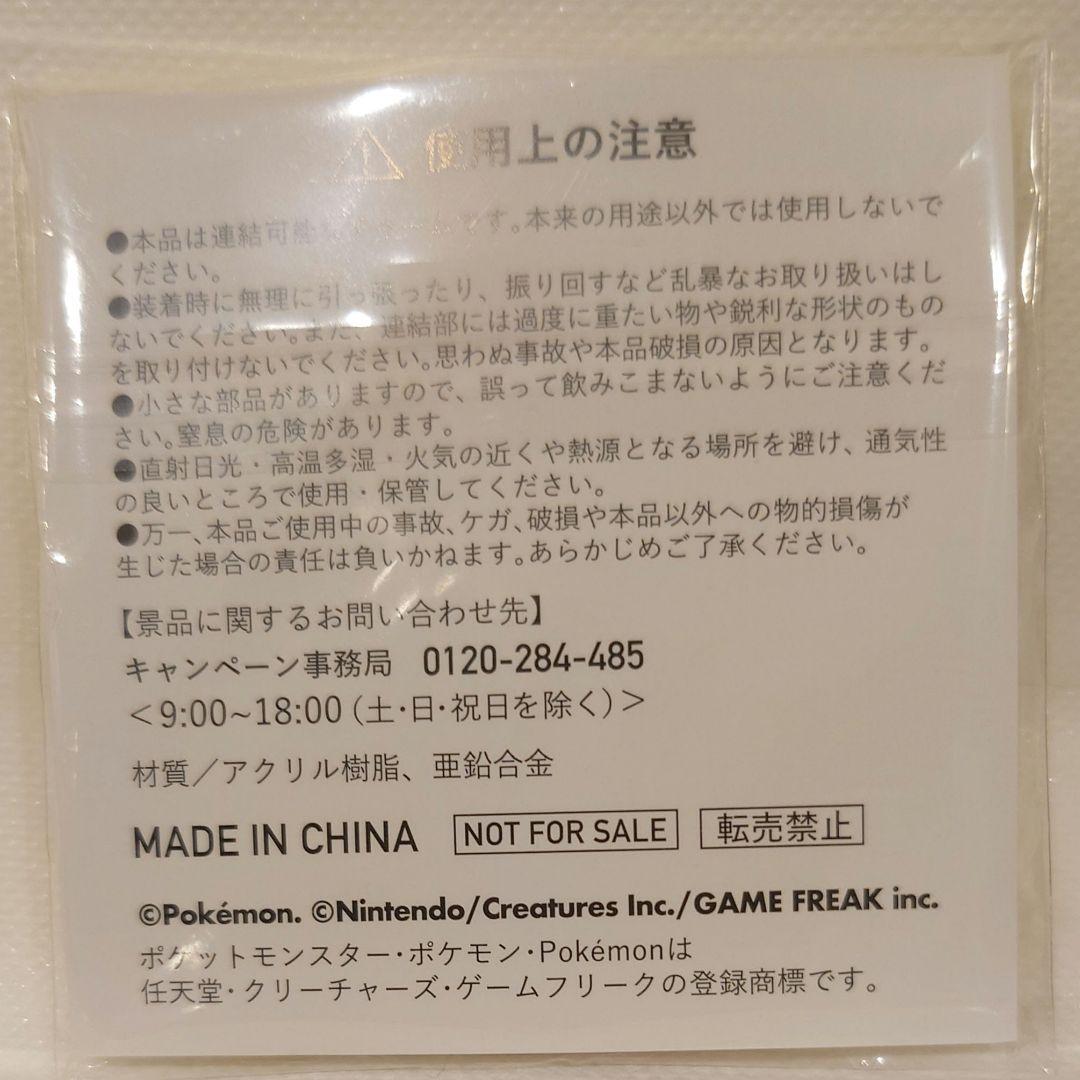 使用上の注意
●本品は連結可能 です。本来の用途以外では使用しないで
ください。
●装着時に無理に引っ張ったり、振り回すなど乱暴なお取り扱いはし
ないでください。また、連結部には過度に重たい物や鋭利な形状のもの
を取り付けないでください。思わぬ事故や本品破損の原因となります。
●小さな部品がありますので、誤って飲みこまないようにご注意くだ
さい。窒息の危険があります。
●直射日光・高温多湿・火気の近くや熱源となる場所を避け、通気性
の良いところで使用・保管してください。
●万一、本品ご使用中の事故、ケガ、破損や本品以外への物的損傷が
生じた場合の責任は負いかねます。あらかじめご了承ください。
【景品に関するお問い合わせ先】
キャンペーン事務局 0120-284-485
＜9:00~18:00（土・日・祝日を除く）＞
材質／アクリル樹脂、亜鉛合金
MADE IN CHINA NOT FOR SALE 転売禁止
©Pokémon. ©Nintendo/Creatures Inc./GAME FREAK inc.
ポケットモンスター・ポケモン・Pokémonは
任天堂・クリーチャーズ・ゲームフリークの登録商標です。